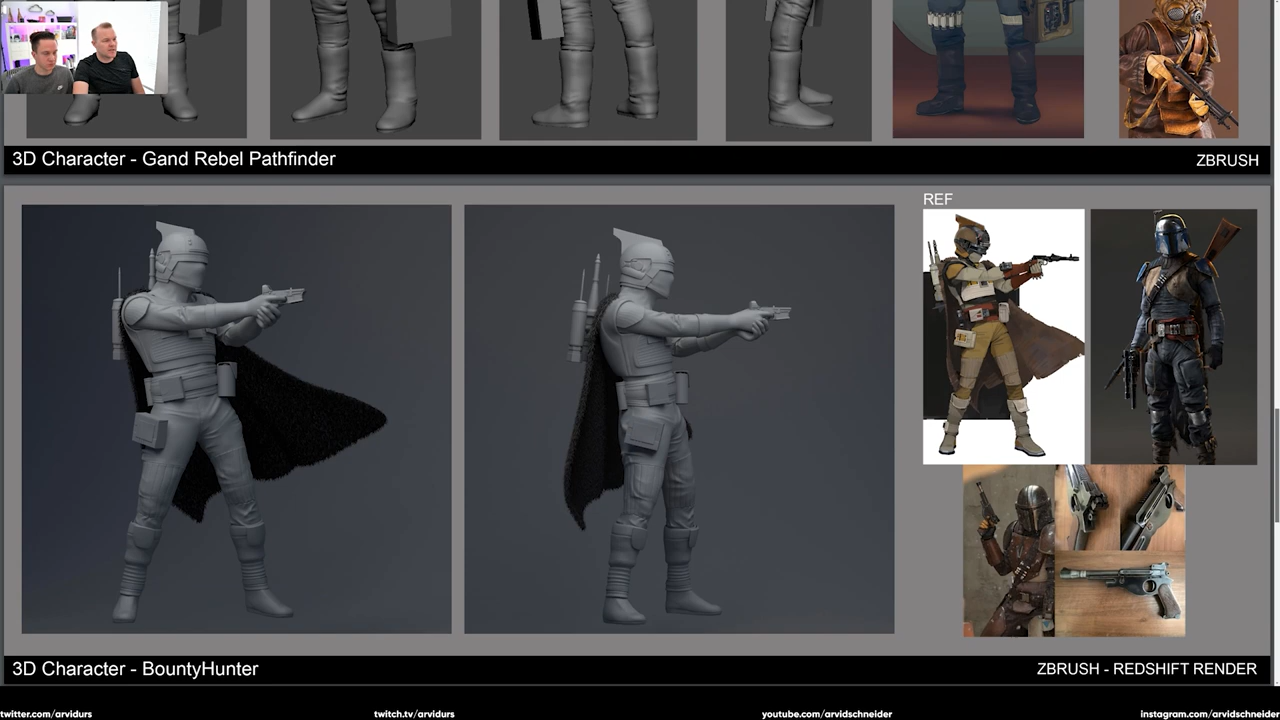 3D Character - Gand Rebel Pathfinder
ZBRUSH
REF
3D Character - BountyHunter
ZBRUSH - REDSHIFT RENDER
twitter.com/arvidurs
twitch.tv/arvidurs
youtube.com/arvidschneider
instagram.com/arvidschneider